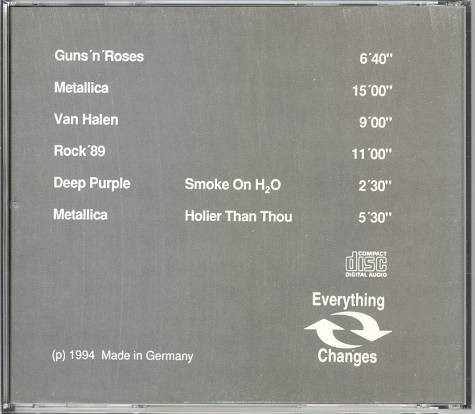 Guns´n´Roses 6´40"
Metallica 15´00"
Van Halen 9´00"
Rock´89 11´00"
Deep Purple Smoke On H₂O 2´30"
Metallica Holier Than Thou 5´30"
COMPACT
disc
DIGITAL AUDIO
Everything
Changes
(p) 1994 Made in Germany